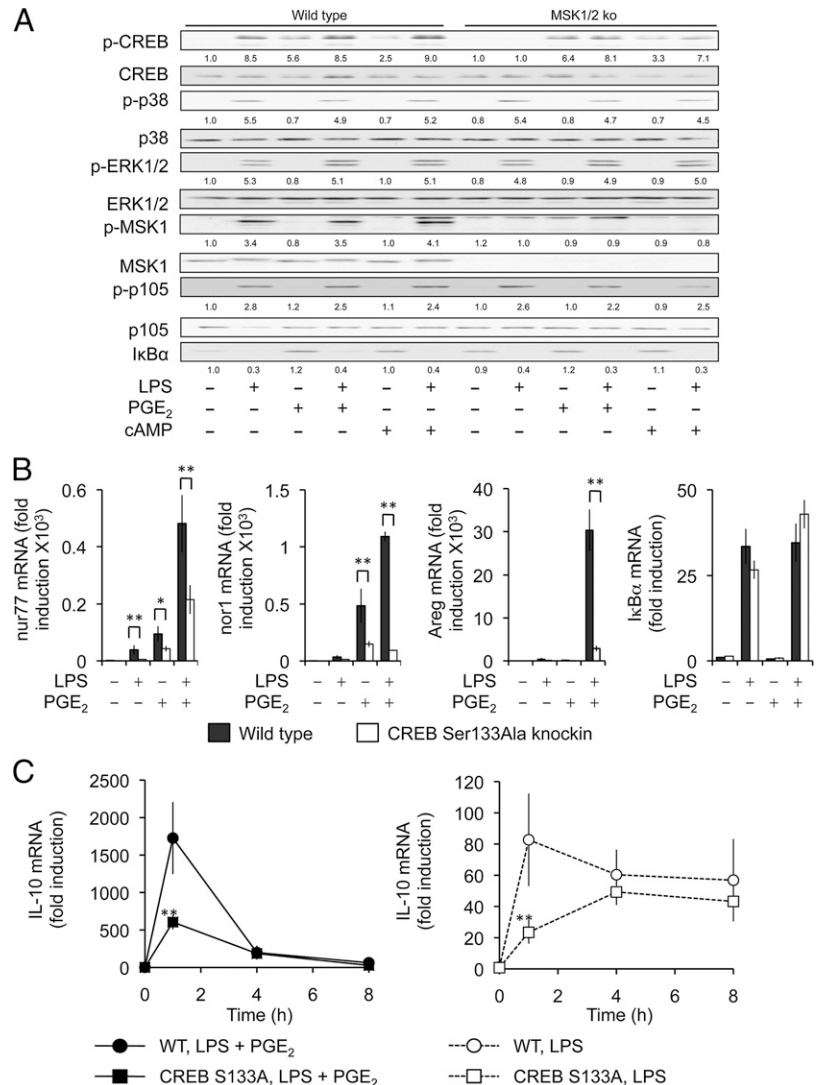 A
Wild type MSK1/2 ko
p-CREB
1.0 8.5 5.6 8.5 2.5 9.0 1.0 1.0 6.4 8.1 3.3 7.1
CREB
p-p38
1.0 5.5 0.7 4.9 0.7 5.2 0.8 5.4 0.8 4.7 0.7 4.5
p38
p-ERK1/2
1.0 5.3 0.8 5.1 1.0 5.1 0.8 4.8 0.9 4.9 0.9 5.0
ERK1/2
p-MSK1
1.0 3.4 0.8 3.5 1.0 4.1 1.2 1.0 0.9 0.9 0.9 0.8
MSK1
p-p105
1.0 2.8 1.2 2.5 1.1 2.4 1.0 2.6 1.0 2.2 0.9 2.5
p105
IκBα
1.0 0.3 1.2 0.4 1.0 0.4 0.9 0.4 1.2 0.3 1.1 0.3
LPS – + – + – + – + – + – +
PGE₂ – – + + – – – – + + – –
cAMP – – – – + + – – – – + +
B
nur77 mRNA (fold induction X10³)
0.6
0.4
0.2
0
** * **
LPS – + – +
PGE₂ – – + +
nor1 mRNA (fold induction X10³)
1.5
1
0.5
0
** **
LPS – + – +
PGE₂ – – + +
Areg mRNA (fold induction X10³)
40
30
20
10
0
**
LPS – + – +
PGE₂ – – + +
IκBα mRNA (fold induction)
50
25
0
LPS – + – +
PGE₂ – – + +
Wild type CREB Ser133Ala knockin
C
IL-10 mRNA (fold induction)
2500
2000
1500
1000
500
0
**
0 2 4 6 8
Time (h)
WT, LPS + PGE₂
CREB S133A, LPS + PGE₂
IL-10 mRNA (fold induction)
120
100
80
60
40
20
0
**
0 2 4 6 8
Time (h)
WT, LPS
CREB S133A, LPS